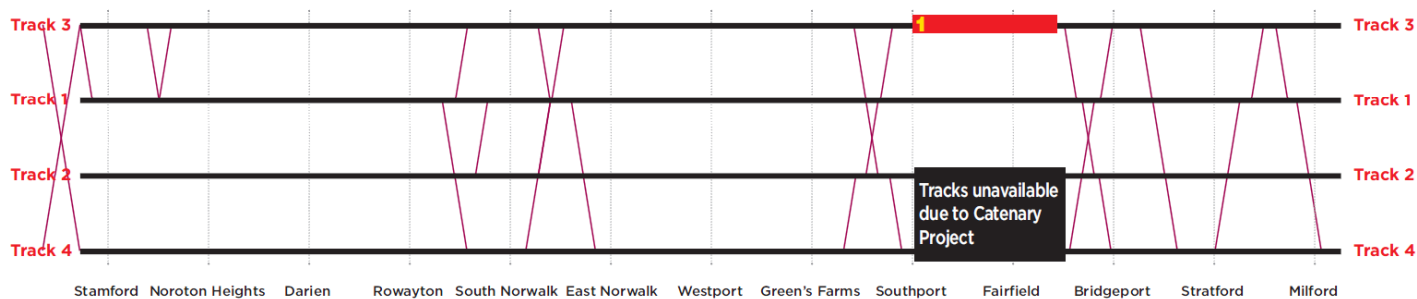 Track 3
1
Track 3
Track 1
Track 1
Track 2
Track 2
Tracks unavailable
due to Catenary
Project
Track 4
Track 4
Stamford Noroton Heights Darien Rowayton South Norwalk East Norwalk Westport Green's Farms Southport Fairfield Bridgeport Stratford Milford